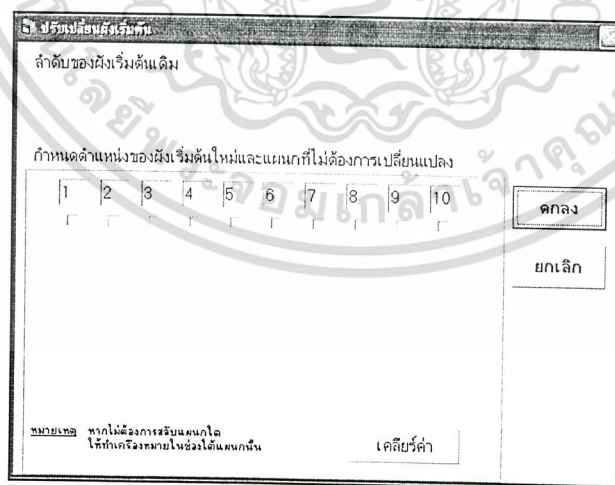 ปรับเปลี่ยนผังเริ่มต้น
ลำดับของผังเริ่มต้นเดิม
กำหนดตำแหน่งของผังเริ่มต้นใหม่และแผนกที่ไม่ต้องการเปลี่ยนแปลง
1 2 3 4 5 6 7 8 9 10
ตกลง
ยกเลิก
หมายเหตุ หากไม่ต้องการสลับแผนกใด
ให้ทำเครื่องหมายในช่องใต้แผนกนั้น
เคลียร์ค่า